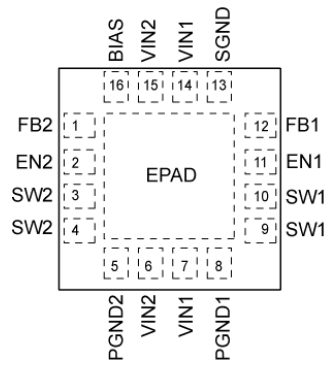 BIAS VIN2 VIN1 SGND
16 15 14 13
FB2 1 12 FB1
EN2 2 11 EN1
EPAD
SW2 3 10 SW1
SW2 4 9 SW1
5 6 7 8
PGND2 VIN2 VIN1 PGND1